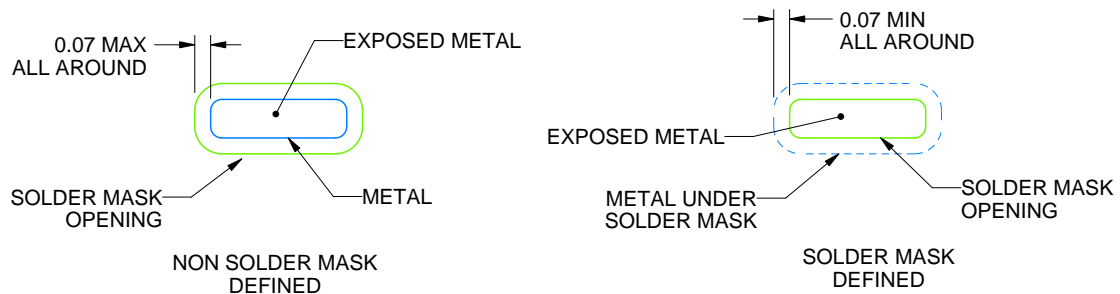 0.07 MAX
ALL AROUND
EXPOSED METAL
SOLDER MASK
OPENING
METAL
NON SOLDER MASK
DEFINED
0.07 MIN
ALL AROUND
EXPOSED METAL
METAL UNDER
SOLDER MASK
SOLDER MASK
OPENING
SOLDER MASK
DEFINED